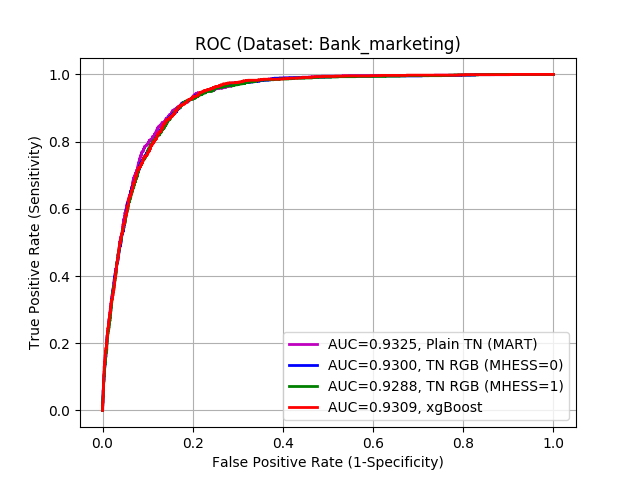 ROC (Dataset: Bank_marketing)
True Positive Rate (Sensitivity)
1.0
0.8
0.6
0.4
0.2
0.0
AUC=0.9325, Plain TN (MART)
AUC=0.9300, TN RGB (MHESS=0)
AUC=0.9288, TN RGB (MHESS=1)
AUC=0.9309, xgBoost
0.0 0.2 0.4 0.6 0.8 1.0
False Positive Rate (1-Specificity)